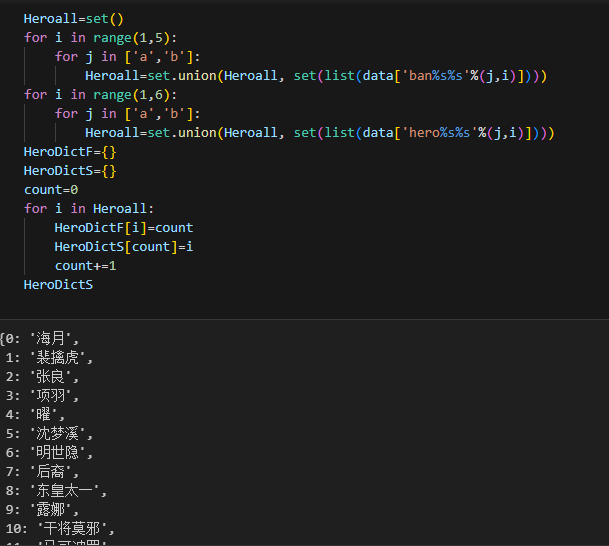 Heroall=set()
for i in range(1,5):
    for j in ['a','b']:
        Heroall=set.union(Heroall, set(list(data['ban%s%s'%(j,i)])))
for i in range(1,6):
    for j in ['a','b']:
        Heroall=set.union(Heroall, set(list(data['hero%s%s'%(j,i)])))
HeroDictF={}
HeroDictS={}
count=0
for i in Heroall:
    HeroDictF[i]=count
    HeroDictS[count]=i
    count+=1
HeroDictS
{0: '海月',
 1: '裴擒虎',
 2: '张良',
 3: '项羽',
 4: '曜',
 5: '沈梦溪',
 6: '明世隐',
 7: '后裔',
 8: '东皇太一',
 9: '露娜',
 10: '干将莫邪',